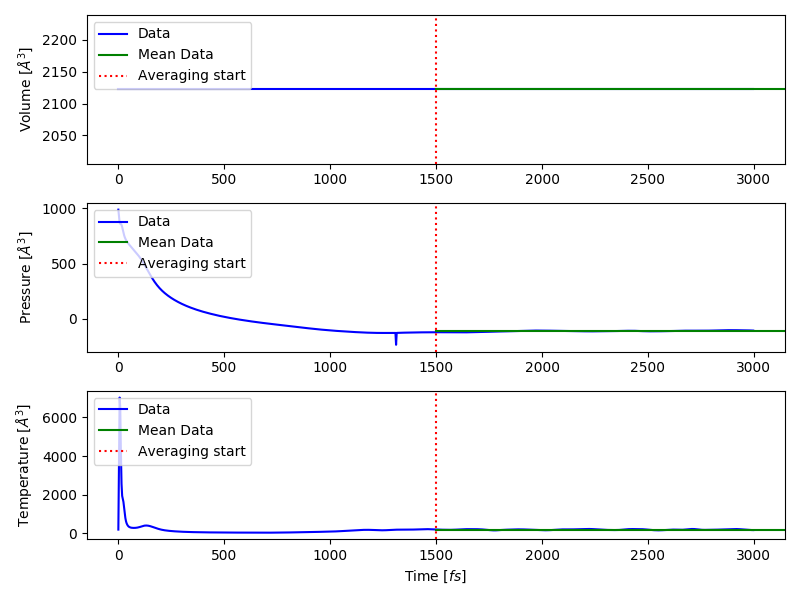 2200
2150
2100
2050
Volume [Å³]
Data
Mean Data
Averaging start
0 500 1000 1500 2000 2500 3000
1000
500
0
Pressure [Å³]
Data
Mean Data
Averaging start
0 500 1000 1500 2000 2500 3000
6000
4000
2000
0
Temperature [Å³]
Data
Mean Data
Averaging start
0 500 1000 1500 2000 2500 3000
Time [fs]